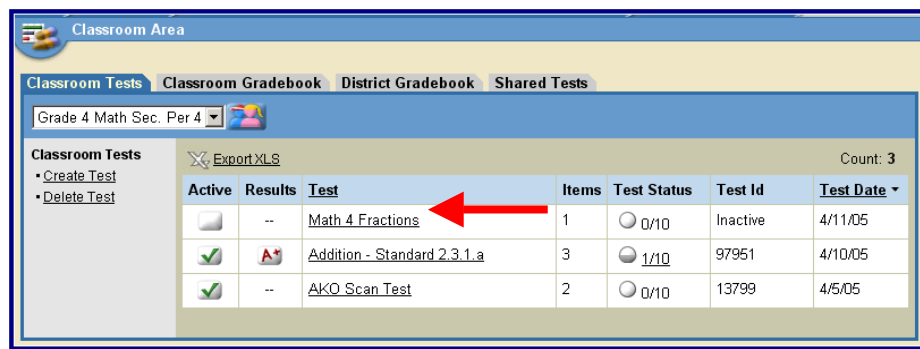 Classroom Area
Classroom Tests Classroom Gradebook District Gradebook Shared Tests
Grade 4 Math Sec. Per 4
Classroom Tests
• Create Test
• Delete Test
Export XLS Count: 3
Active Results Test Items Test Status Test Id Test Date
-- Math 4 Fractions 1 0/10 Inactive 4/11/05
A+ Addition - Standard 2.3.1.a 3 1/10 97951 4/10/05
-- AKO Scan Test 2 0/10 13799 4/5/05